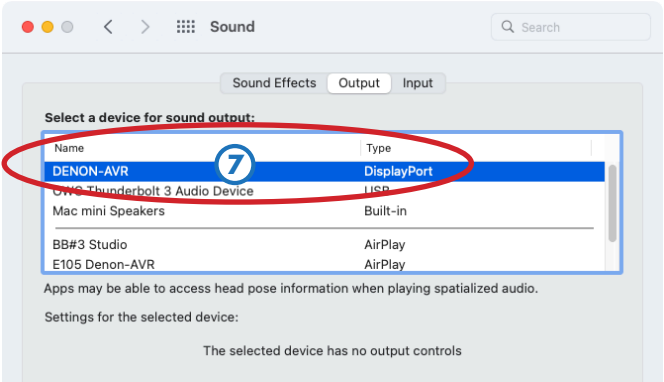 Sound
Search
Sound Effects Output Input
Select a device for sound output:
Name Type
DENON-AVR 7 DisplayPort
OWC Thunderbolt 3 Audio Device USB
Mac mini Speakers Built-in
BB#3 Studio AirPlay
E105 Denon-AVR AirPlay
Apps may be able to access head pose information when playing spatialized audio.
Settings for the selected device:
The selected device has no output controls